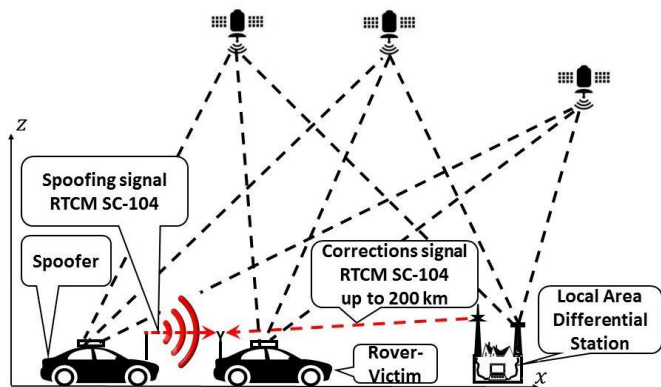 Z
Spoofing signal
RTCM SC-104
Spoofer
Corrections signal
RTCM SC-104
up to 200 km
Local Area
Differential
Station
Rover-
Victim
x